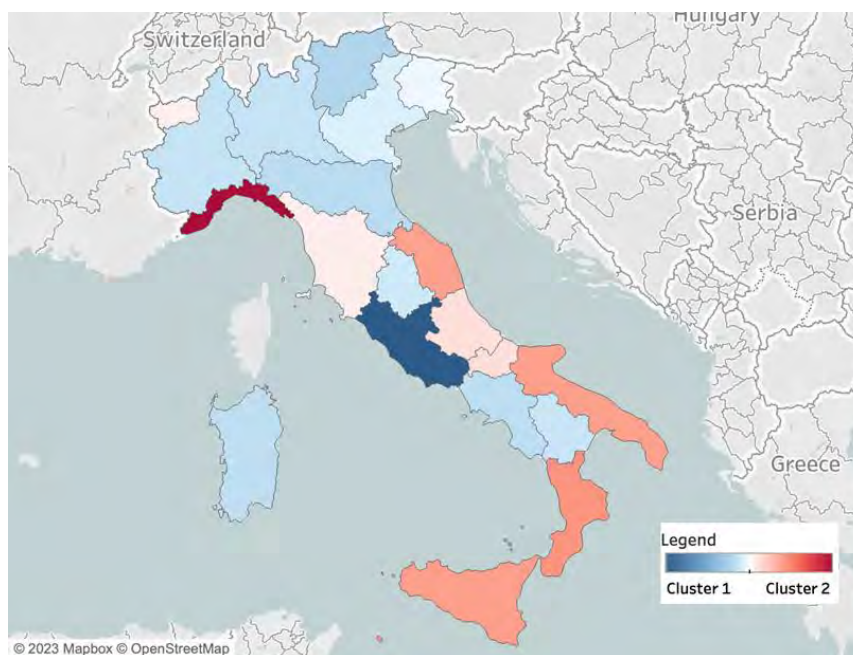 Switzerland
Hungary
Serbia
Greece
Legend
Cluster 1 Cluster 2
© 2023 Mapbox © OpenStreetMap